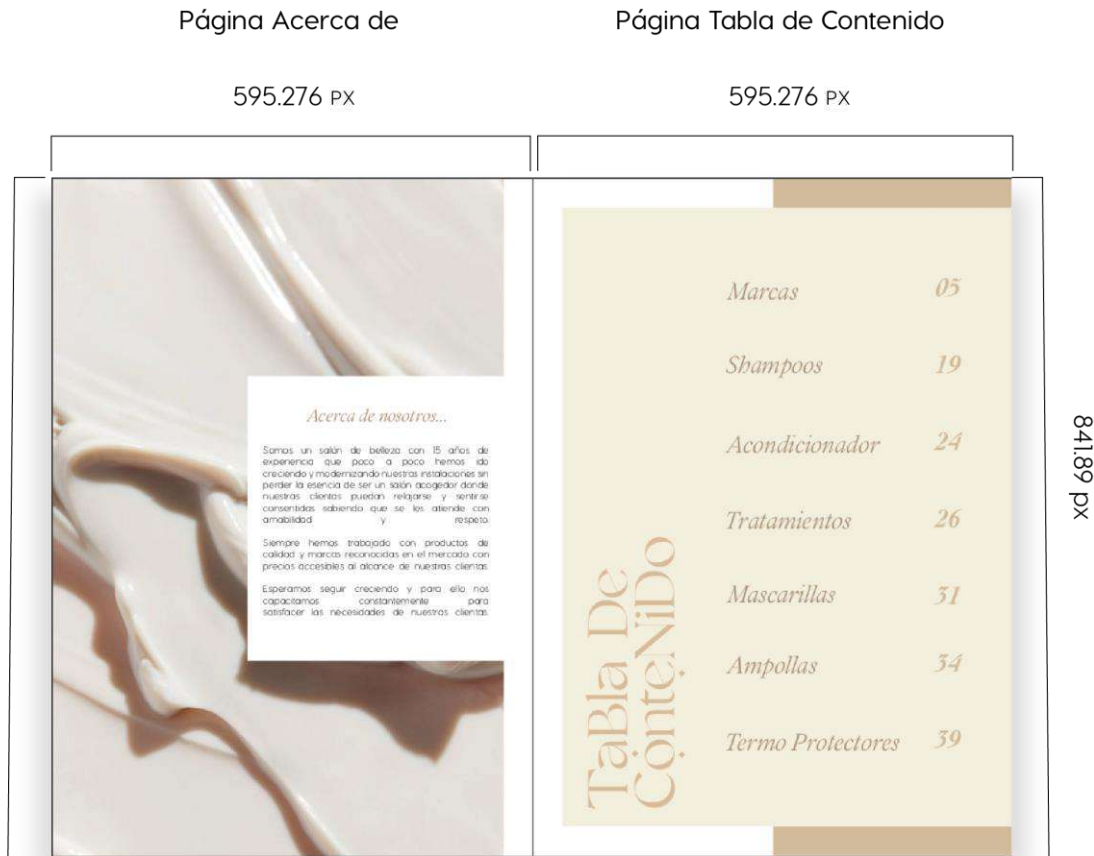 Página Acerca de
Página Tabla de Contenido
595.276 PX
595.276 PX
841.89 px
Acerca de nosotros...
Somos un salón de belleza con 15 años de
experiencia que poco a poco hemos ido
creciendo y modernizando nuestras instalaciones sin
perder la esencia de ser un salón acogedor donde
nuestras clientas puedan relajarse y sentirse
consentidas sabiendo que se les atiende con
amabilidad y respeto.
Siempre hemos trabajado con productos de
calidad y marcas reconocidas en el mercado con
precios accesibles al alcance de nuestras clientas.
Esperamos seguir creciendo y para ello nos
capacitamos constantemente para
satisfacer las necesidades de nuestras clientas.
TaBla De
ConteNiDo
Marcas 05
Shampoos 19
Acondicionador 24
Tratamientos 26
Mascarillas 31
Ampollas 34
Termo Protectores 39